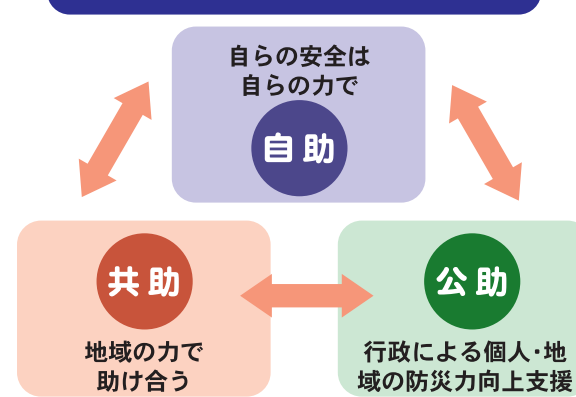 自らの安全は
自らの力で
自助
共助
地域の力で
助け合う
公助
行政による個人・地
域の防災力向上支援